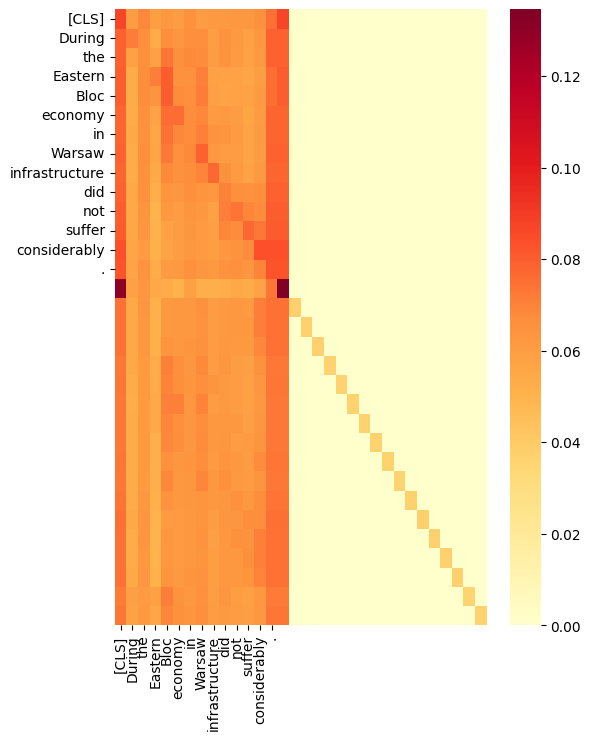 [CLS]
During
the
Eastern
Bloc
economy
in
Warsaw
infrastructure
did
not
suffer
considerably
.
0.12
0.10
0.08
0.06
0.04
0.02
0.00
[CLS]
During
the
Eastern
Bloc
economy
in
Warsaw
infrastructure
did
not
suffer
considerably
.